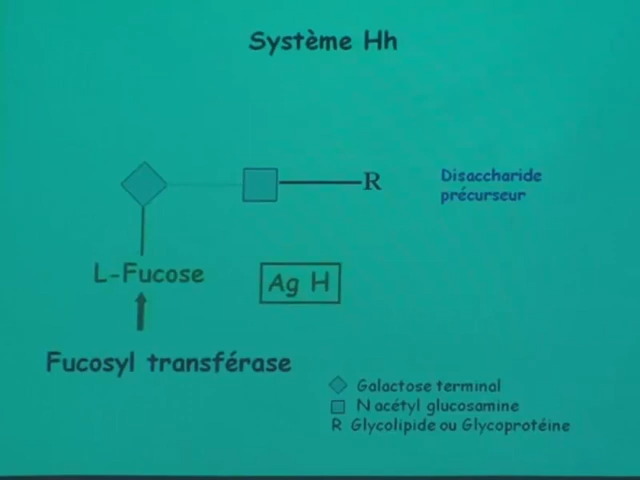 Système Hh
R
Disaccharide
précurseur
L-Fucose
Ag H
Fucosyl transférase
Galactose terminal
N acétyl glucosamine
R Glycolipide ou Glycoprotéine